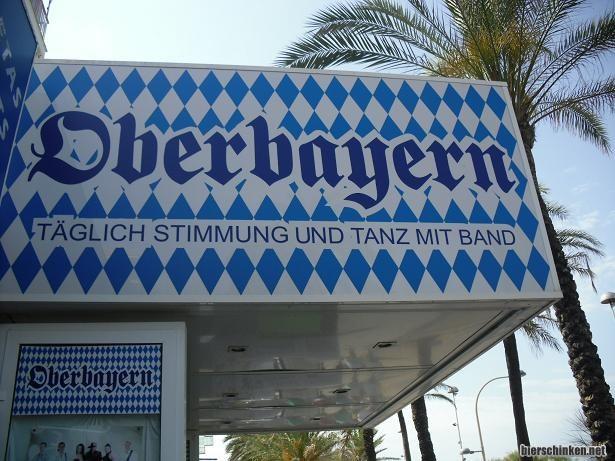 Oberbayern
TÄGLICH STIMMUNG UND TANZ MIT BAND
Oberbayern
bierschinken.net